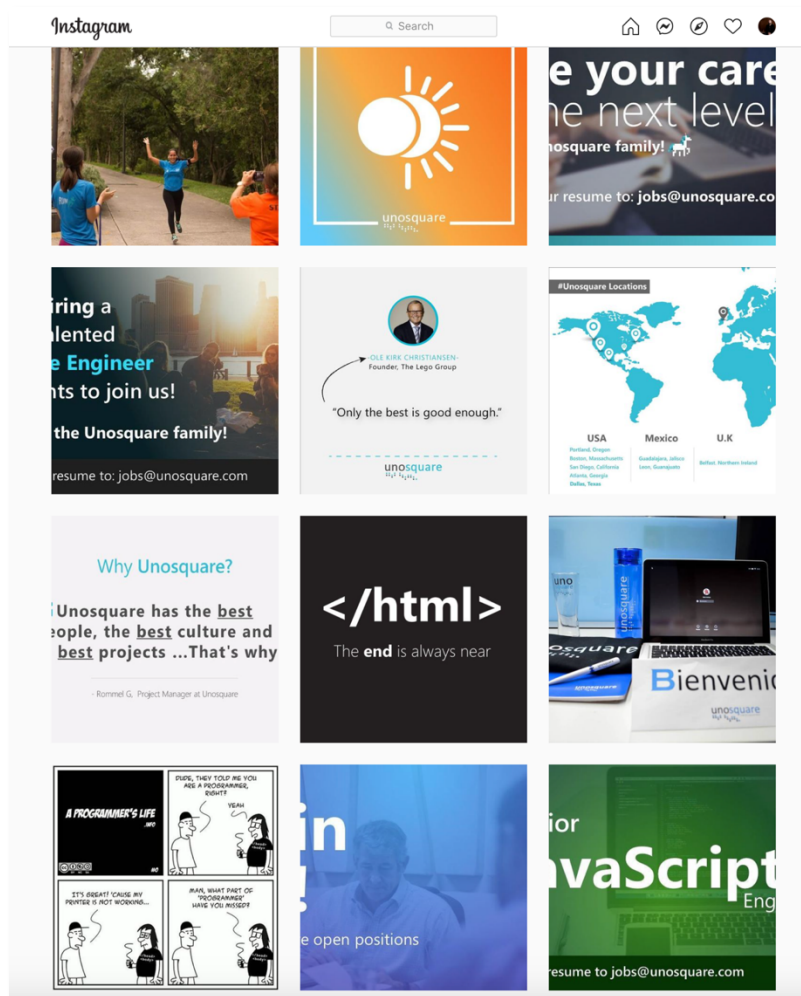 Instagram
Search
unosquare
e your care
he next level
nosquare family!
ur resume to: jobs@unosquare.co
iring a
alented
e Engineer
nts to join us!
the Unosquare family!
resume to: jobs@unosquare.com
-OLE KIRK CHRISTIANSEN-
Founder, The Lego Group
“Only the best is good enough.”
unosquare
#Unosquare Locations
USA
Portland, Oregon
Boston, Massachusetts
San Diego, California
Atlanta, Georgia
Dallas, Texas
Mexico
Guadalajara, Jalisco
Leon, Guanajuato
U.K
Belfast, Northern Ireland
Why Unosquare?
Unosquare has the best
eople, the best culture and
best projects ...That's why
- Rommel G, Project Manager at Unosquare
</html>
The end is always near
uno
unosquare
osquare
unosquare
Bienvenid
unosquare
A PROGRAMMER'S LIFE
.INFO
DUDE, THEY TOLD ME YOU
ARE A PROGRAMMER,
RIGHT?
YEAH
IT'S GREAT! 'CAUSE MY
PRINTER IS NOT WORKING...
MAN, WHAT PART OF
'PROGRAMMER'
HAVE YOU MISSED?
in
!
e open positions
ior
avaScript
Eng
resume to jobs@unosquare.com